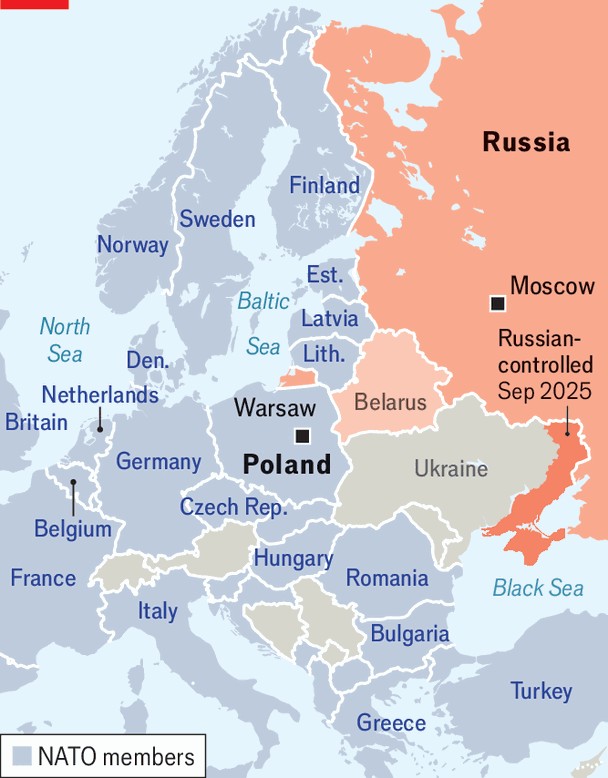 Russia
Finland
Sweden
Norway
Est.
Moscow
Baltic
Sea
Latvia
North
Sea
Russian-
controlled
Sep 2025
Lith.
Den.
Netherlands
Warsaw
Belarus
Britain
Poland
Germany
Ukraine
Czech Rep.
Belgium
Hungary
France
Romania
Black Sea
Italy
Bulgaria
Turkey
Greece
NATO members